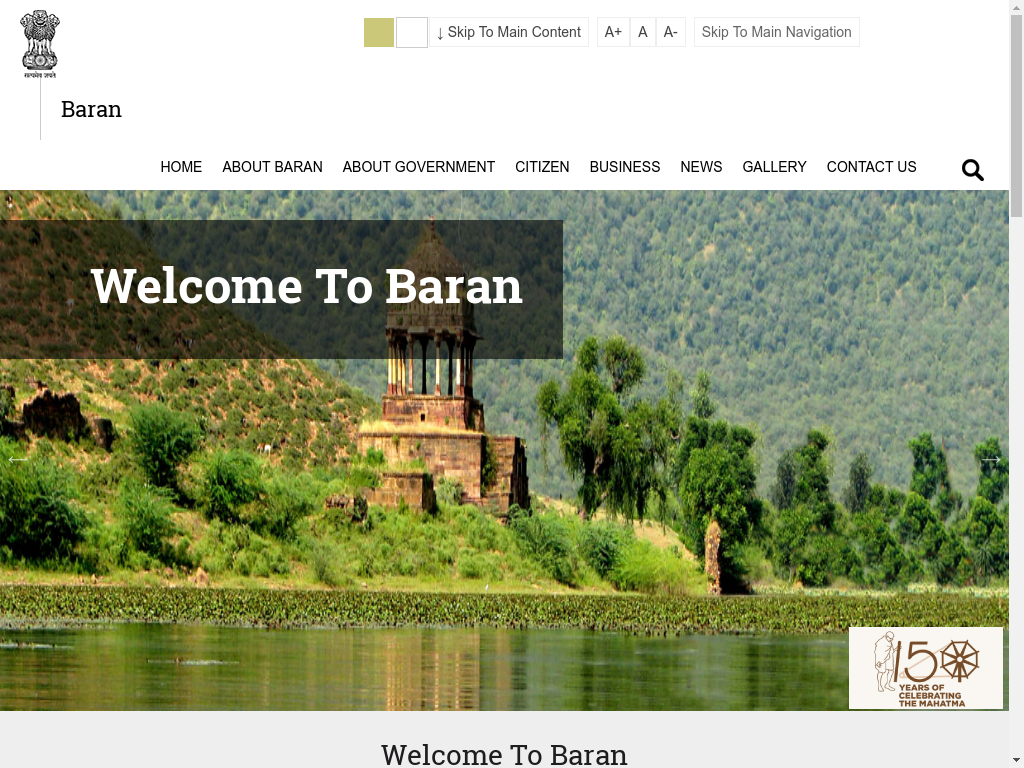 ↓ Skip To Main Content
A+
A
A-
Skip To Main Navigation
सत्यमेव जयते
Baran
HOME ABOUT BARAN ABOUT GOVERNMENT CITIZEN BUSINESS NEWS GALLERY CONTACT US
Welcome To Baran
←
→
150
YEARS OF
CELEBRATING
THE MAHATMA
Welcome To Baran